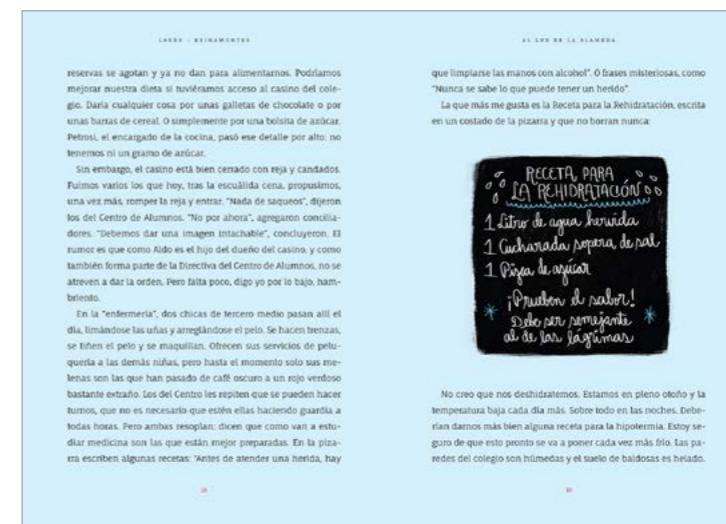 LARGO / REINAMONTES
reservas se agotan y ya no dan para alimentarnos. Podríamos
mejorar nuestra dieta si tuviéramos acceso al casino del cole-
gio. Daría cualquier cosa por unas galletas de chocolate o por
unas barras de cereal. O simplemente por una bolsita de azúcar.
Petrosi, el encargado de la cocina, pasó ese detalle por alto: no
tenemos ni un gramo de azúcar.
Sin embargo, el casino está bien cerrado con reja y candados.
Fuimos varios los que hoy, tras la escuálida cena, propusimos,
una vez más, romper la reja y entrar. "Nada de saqueos", dijeron
los del Centro de Alumnos. "No por ahora", agregaron concilia-
dores. "Debemos dar una imagen intachable", concluyeron. El
rumor es que como Aldo es el hijo del dueño del casino, y como
también forma parte de la Directiva del Centro de Alumnos, no se
atreven a dar la orden. Pero falta poco, digo yo por lo bajo, ham-
briento.
En la "enfermería", dos chicas de tercero medio pasan allí el
día, limándose las uñas y arreglándose el pelo. Se hacen trenzas,
se tiñen el pelo y se maquillan. Ofrecen sus servicios de pelu-
quería a las demás niñas, pero hasta el momento solo sus me-
lenas son las que han pasado de café oscuro a un rojo verdoso
bastante extraño. Los del Centro les repiten que se pueden hacer
turnos, que no es necesario que estén ellas haciendo guardia a
todas horas. Pero ambas resoplan: dicen que como van a estu-
diar medicina son las que están mejor preparadas. En la piza-
rra escriben algunas recetas: "Antes de atender una herida, hay
AL SUR DE LA ALAMEDA
que limpiarse las manos con alcohol". O frases misteriosas, como
"Nunca se sabe lo que puede tener un herido".
La que más me gusta es la Receta para la Rehidratación, escrita
en un costado de la pizarra y que no borran nunca:
RECETA PARA
LA REHIDRATACIÓN
1 Litro de agua hervida
1 Cucharada sopera de sal
1 Pizca de azúcar
¡Prueben el sabor!
Debe ser semejante
al de las lágrimas
No creo que nos deshidratemos. Estamos en pleno otoño y la
temperatura baja cada día más. Sobre todo en las noches. Debe-
rían darnos más bien alguna receta para la hipotermia. Estoy se-
guro de que esto pronto se va a poner cada vez más frío. Las pa-
redes del colegio son húmedas y el suelo de baldosas es helado.